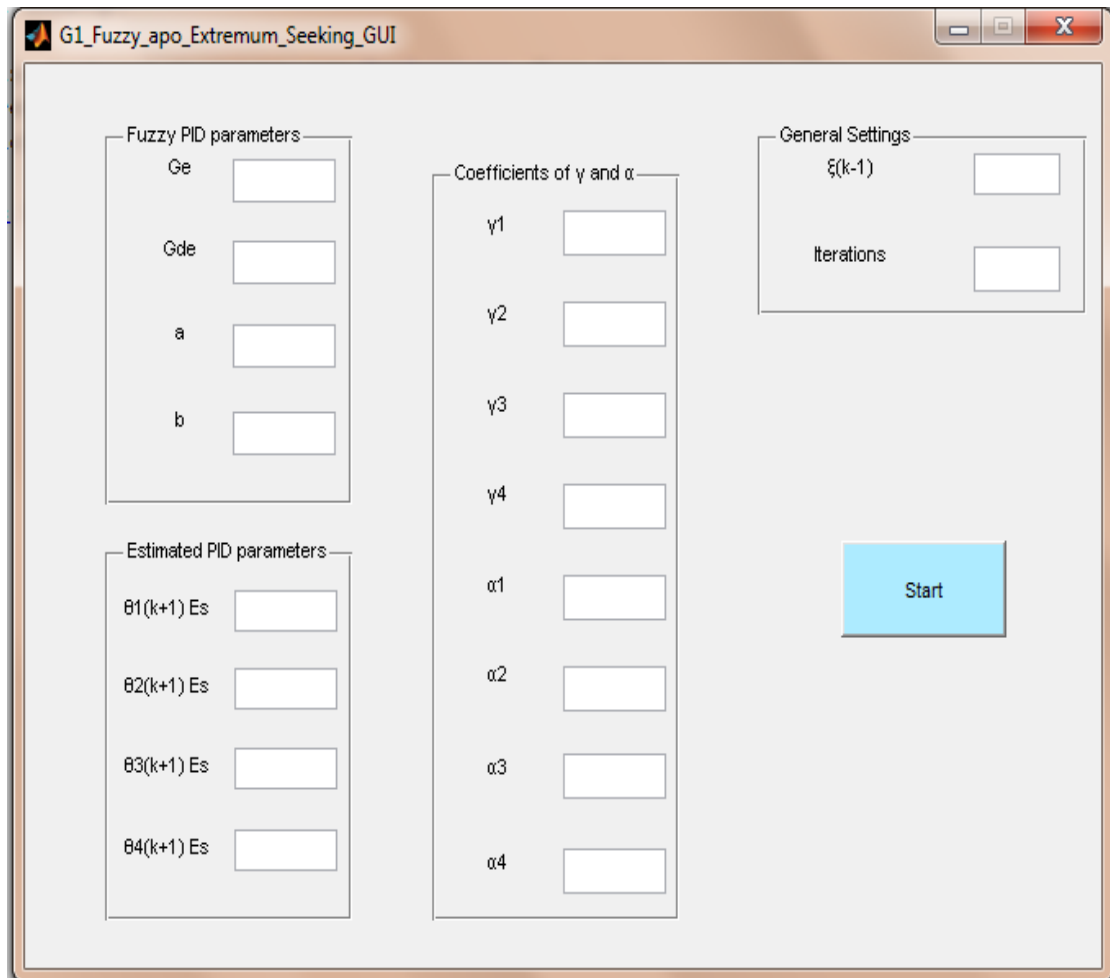 G1_Fuzzy_apo_Extremum_Seeking_GUI
Fuzzy PID parameters
Ge
Gde
a
b
Estimated PID parameters
θ1(k+1) Es
θ2(k+1) Es
θ3(k+1) Es
θ4(k+1) Es
Coefficients of γ and α
γ1
γ2
γ3
γ4
α1
α2
α3
α4
General Settings
ξ(k-1)
Iterations
Start